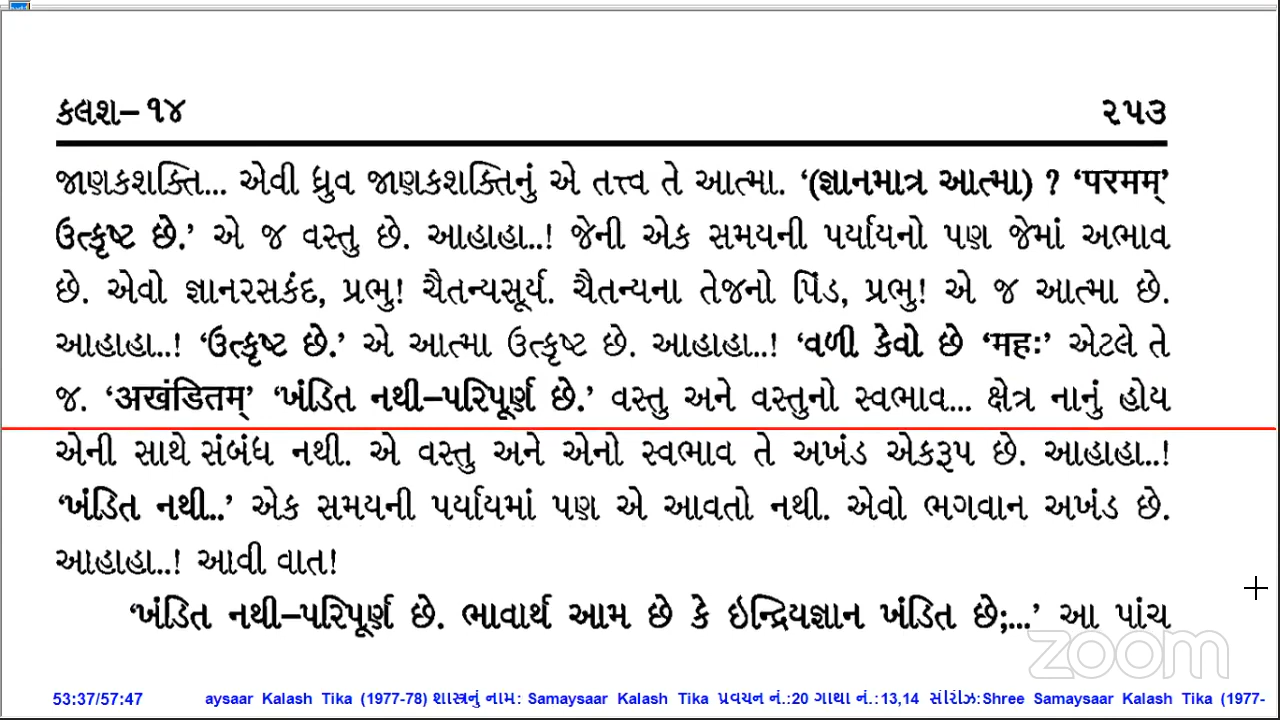 કલશ–૧૪ ૨૫૩
જાણકશક્તિ... એવી ધ્રુવ જાણકશક્તિનું એ તત્ત્વ તે આત્મા. ‘(જ્ઞાનમાત્ર આત્મા) ? ‘परमम्’
ઉત્કૃષ્ટ છે.’ એ જ વસ્તુ છે. આહાહા..! જેની એક સમયની પર્યાયનો પણ જેમાં અભાવ
છે. એવો જ્ઞાનરસકંદ, પ્રભુ! ચૈતન્યસૂર્ય. ચૈતન્યના તેજનો પિંડ, પ્રભુ! એ જ આત્મા છે.
આહાહા..! ‘ઉત્કૃષ્ટ છે.’ એ આત્મા ઉત્કૃષ્ટ છે. આહાહા..! ‘વળી કેવો છે ‘महः’ એટલે તે
જ. ‘अखंडितम्’ ‘ખંડિત નથી–પરિપૂર્ણ છે.’ વસ્તુ અને વસ્તુનો સ્વભાવ... ક્ષેત્ર નાનું હોય
એની સાથે સંબંધ નથી. એ વસ્તુ અને એનો સ્વભાવ તે અખંડ એકરૂપ છે. આહાહા..!
‘ખંડિત નથી..’ એક સમયની પર્યાયમાં પણ એ આવતો નથી. એવો ભગવાન અખંડ છે.
આહાહા..! આવી વાત!
‘ખંડિત નથી–પરિપૂર્ણ છે. ભાવાર્થ આમ છે કે ઇન્દ્રિયજ્ઞાન ખંડિત છે;...’ આ પાંચ
zoom
53:37/57:47 aysaar Kalash Tika (1977-78) શાસ્ત્રનું નામ: Samaysaar Kalash Tika પ્રવચન નં.:20 ગાથા નં.:13,14 સીરીઝ:Shree Samaysaar Kalash Tika (1977-